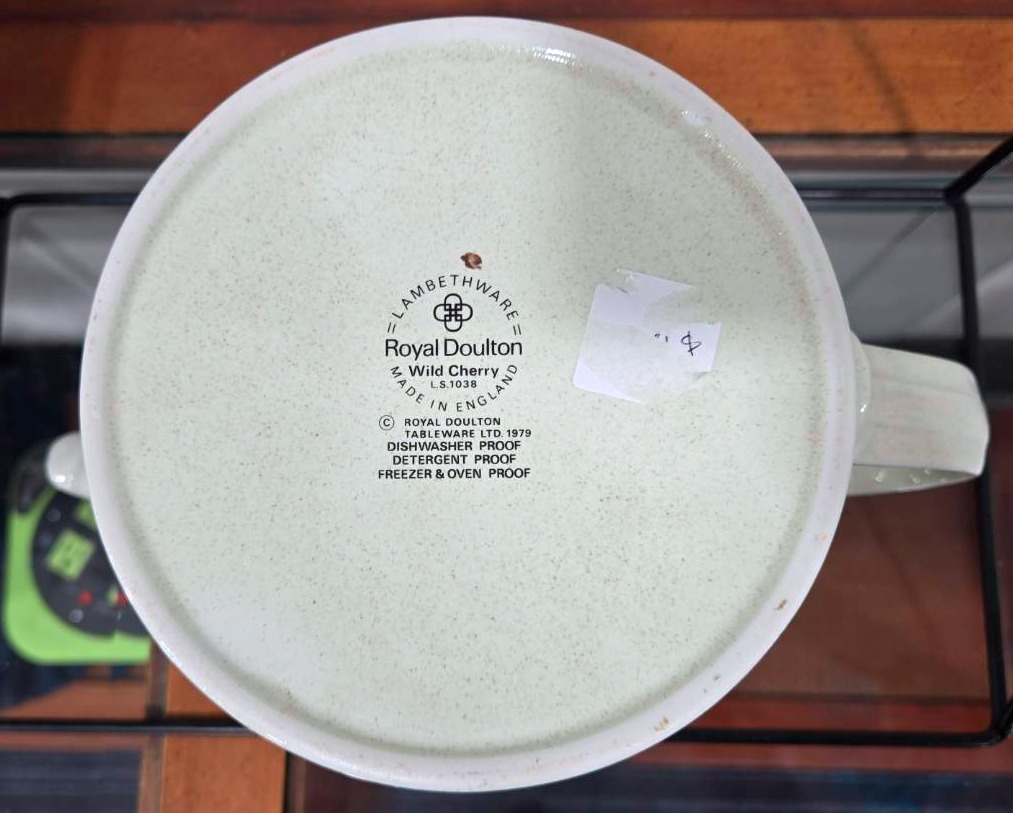 LAMBETHWARE
Royal Doulton
Wild Cherry
L.S.1038
MADE IN ENGLAND
© ROYAL DOULTON
TABLEWARE LTD. 1979
DISHWASHER PROOF
DETERGENT PROOF
FREEZER & OVEN PROOF
$